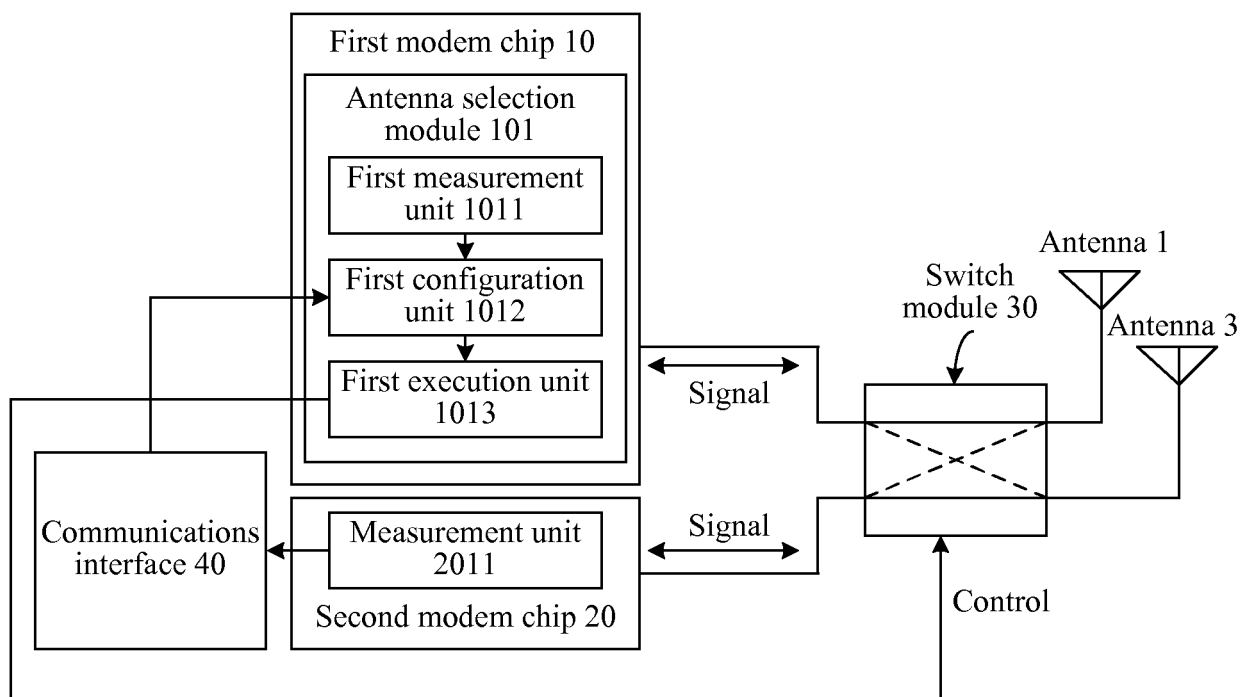 First modem chip 10
Antenna selection
module 101
First measurement
unit 1011
First configuration
unit 1012
First execution unit
1013
Communications
interface 40
Measurement unit
2011
Second modem chip 20
Signal
Signal
Switch
module 30
Antenna 1
Antenna 3
Control